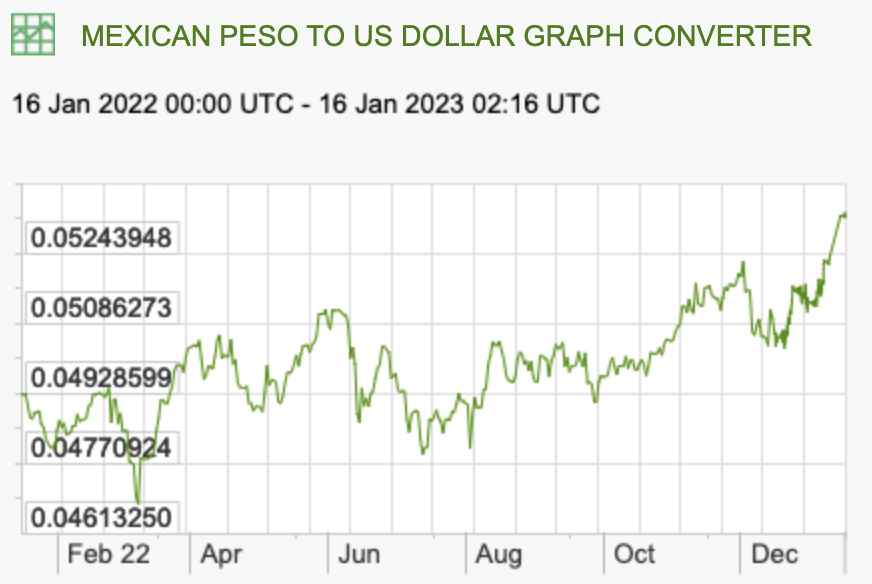 MEXICAN PESO TO US DOLLAR GRAPH CONVERTER
16 Jan 2022 00:00 UTC - 16 Jan 2023 02:16 UTC
0.05243948
0.05086273
0.04928599
0.04770924
0.04613250
Feb 22 Apr Jun Aug Oct Dec